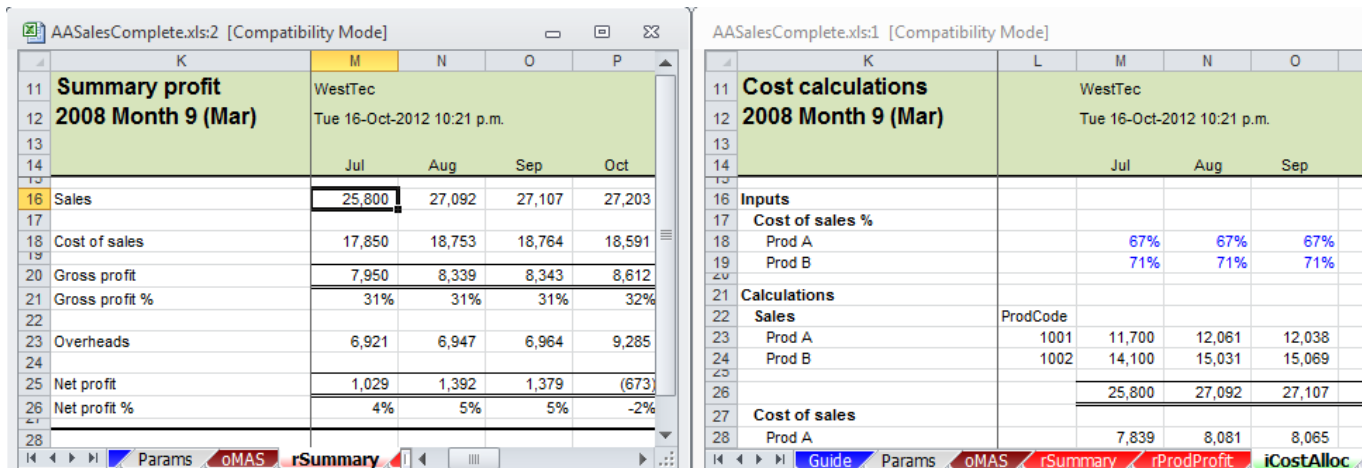 AASalesComplete.xls:2 [Compatibility Mode]
K M N O P
11 Summary profit WestTec
12 2008 Month 9 (Mar) Tue 16-Oct-2012 10:21 p.m.
13
14 Jul Aug Sep Oct
15
16 Sales 25,800 27,092 27,107 27,203
17
18 Cost of sales 17,850 18,753 18,764 18,591
19
20 Gross profit 7,950 8,339 8,343 8,612
21 Gross profit % 31% 31% 31% 32%
22
23 Overheads 6,921 6,947 6,964 9,285
24
25 Net profit 1,029 1,392 1,379 (673)
26 Net profit % 4% 5% 5% -2%
27
28
Params oMAS rSummary
AASalesComplete.xls:1 [Compatibility Mode]
K L M N O
11 Cost calculations WestTec
12 2008 Month 9 (Mar) Tue 16-Oct-2012 10:21 p.m.
13
14 Jul Aug Sep
15
16 Inputs
17 Cost of sales %
18 Prod A 67% 67% 67%
19 Prod B 71% 71% 71%
20
21 Calculations
22 Sales ProdCode
23 Prod A 1001 11,700 12,061 12,038
24 Prod B 1002 14,100 15,031 15,069
25
26 25,800 27,092 27,107
27 Cost of sales
28 Prod A 7,839 8,081 8,065
Guide Params oMAS rSummary rProdProfit iCostAlloc